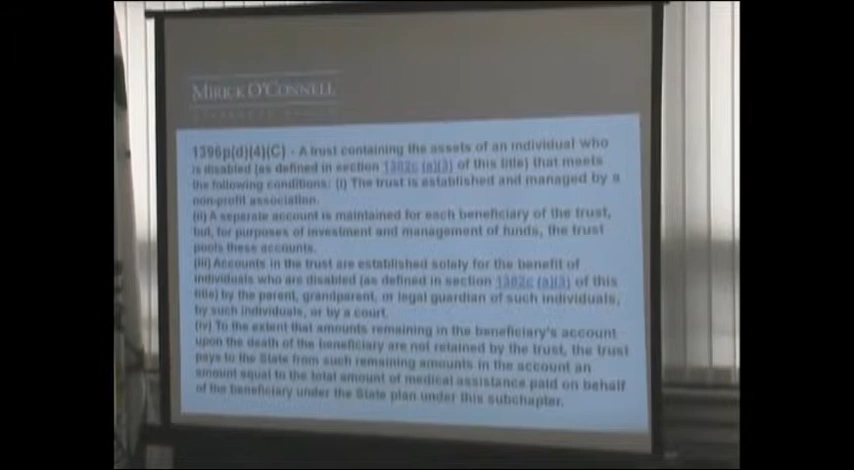 MIRICK O'CONNELL
1396p(d)(4)(C) - A trust containing the assets of an individual who
is disabled (as defined in section 1382c (a)(3) of this title) that meets
the following conditions: (i) The trust is established and managed by a
non-profit association.
(ii) A separate account is maintained for each beneficiary of the trust,
but, for purposes of investment and management of funds, the trust
pools these accounts.
(iii) Accounts in the trust are established solely for the benefit of
individuals who are disabled (as defined in section 1382c (a)(3) of this
title) by the parent, grandparent, or legal guardian of such individuals,
by such individuals, or by a court.
(iv) To the extent that amounts remaining in the beneficiary's account
upon the death of the beneficiary are not retained by the trust, the trust
pays to the State from such remaining amounts in the account an
amount equal to the total amount of medical assistance paid on behalf
of the beneficiary under the State plan under this subchapter.